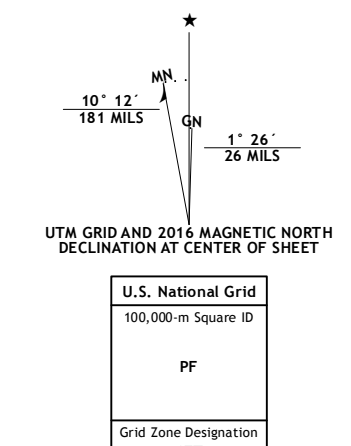 ★
MN
GN
10° 12´
181 MILS
1° 26´
26 MILS
UTM GRID AND 2016 MAGNETIC NORTH
DECLINATION AT CENTER OF SHEET
U.S. National Grid
100,000-m Square ID
PF
Grid Zone Designation